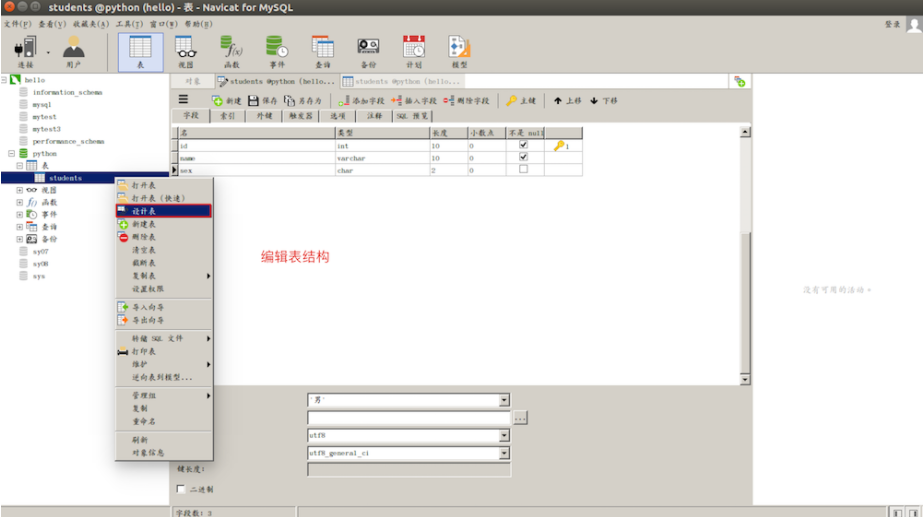 students @python (hello) - 表 - Navicat for MySQL
文件(F) 查看(V) 收藏夹(A) 工具(T) 窗口(W) 帮助(H)
登录
连接 用户 表 视图 函数 事件 查询 备份 计划 模型
hello
information_schema
mysql
mytest
mytest3
performance_schema
python
表
students
视图
函数
事件
查询
备份
sy07
sy08
sys
对象 students @python (hello... students @python (hello...
新建 保存 另存为 添加字段 插入字段 删除字段 主键 上移 下移
字段 索引 外键 触发器 选项 注释 SQL 预览
名 类型 长度 小数点 不是 null
id int 10 0 1
name varchar 10 0
sex char 2 0
打开表
打开表 (快速)
设计表
新建表
删除表
清空表
截断表
复制表
设置权限
导入向导
导出向导
转储 SQL 文件
打印表
维护
逆向表到模型...
管理组
复制
重命名
刷新
对象信息
编辑表结构
没有可用的活动。
'男'
...
utf8
utf8_general_ci
键长度:
二进制
字段数: 3